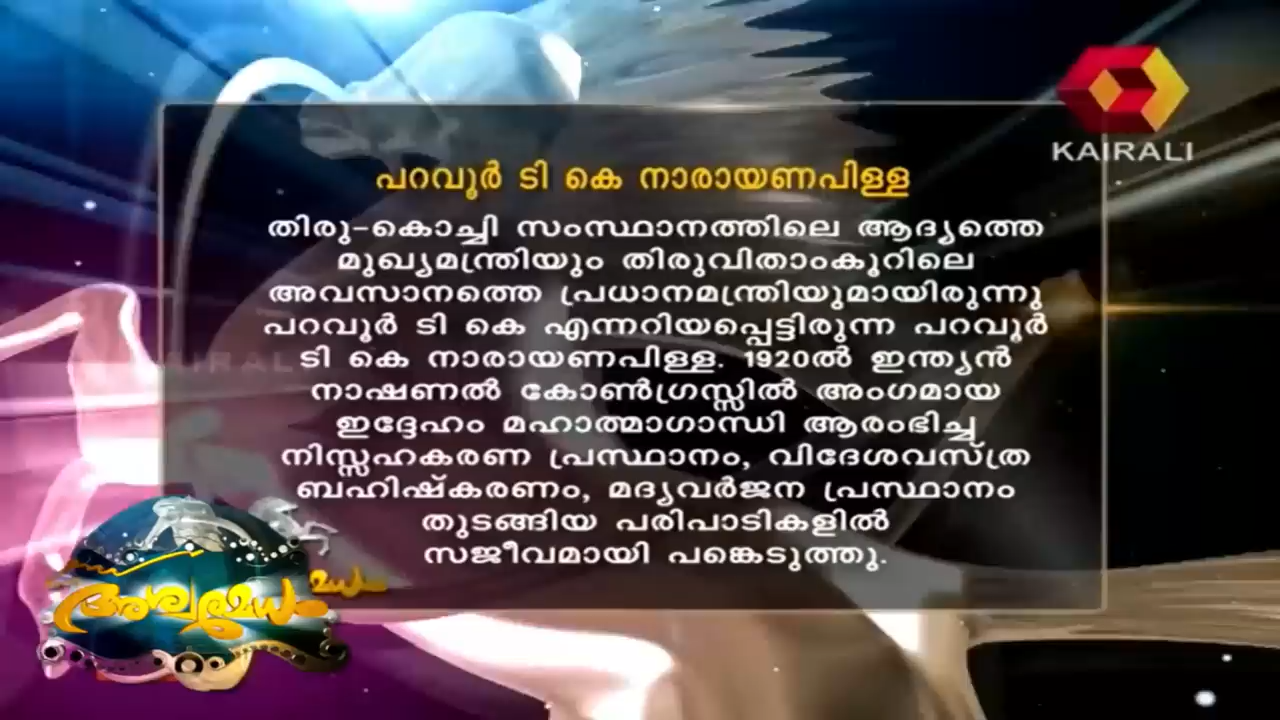 KAIRALI
പറവൂർ ടി കെ നാരായണപിള്ള
തിരു-കൊച്ചി സംസ്ഥാനത്തിലെ ആദ്യത്തെ
മുഖ്യമന്ത്രിയും തിരുവിതാംകൂറിലെ
അവസാനത്തെ പ്രധാനമന്ത്രിയുമായിരുന്നു
പറവൂർ ടി കെ എന്നറിയപ്പെട്ടിരുന്ന പറവൂർ
ടി കെ നാരായണപിള്ള. 1920ൽ ഇന്ത്യൻ
നാഷണൽ കോൺഗ്രസ്സിൽ അംഗമായ
ഇദ്ദേഹം മഹാത്മാഗാന്ധി ആരംഭിച്ച
നിസ്സഹകരണ പ്രസ്ഥാനം, വിദേശവസ്ത്ര
ബഹിഷ്കരണം, മദ്യവർജന പ്രസ്ഥാനം
തുടങ്ങിയ പരിപാടികളിൽ
സജീവമായി പങ്കെടുത്തു.
അശ്വമേധം